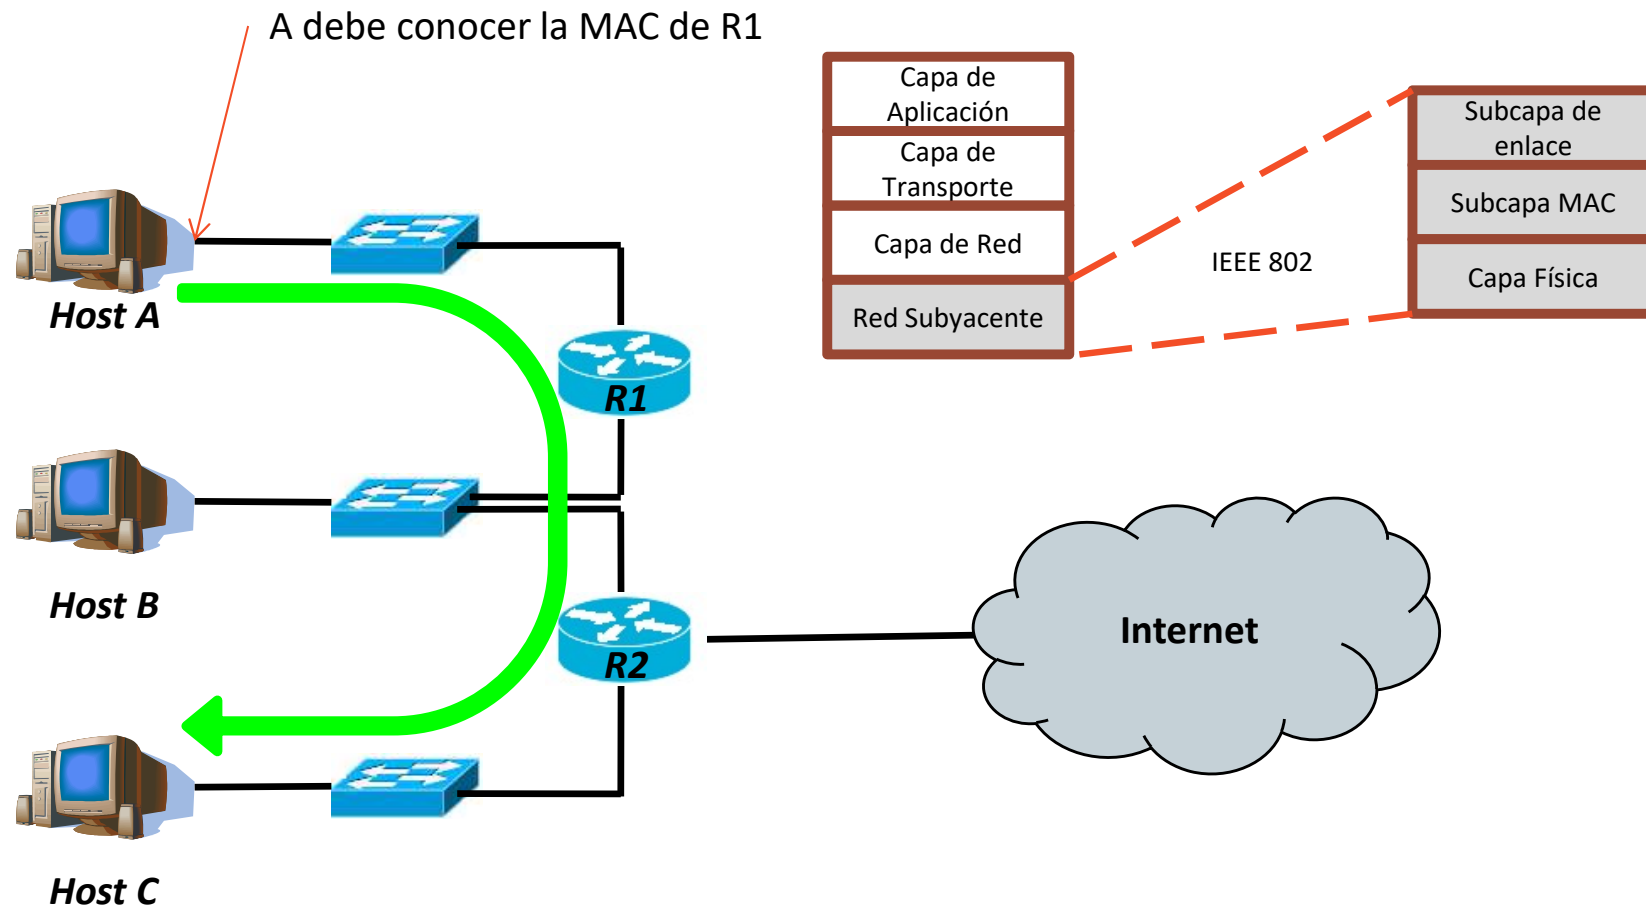 A debe conocer la MAC de R1
Capa de
Aplicación
Capa de
Transporte
Capa de Red
Red Subyacente
IEEE 802
Subcapa de
enlace
Subcapa MAC
Capa Física
Host A
R1
Host B
R2
Internet
Host C